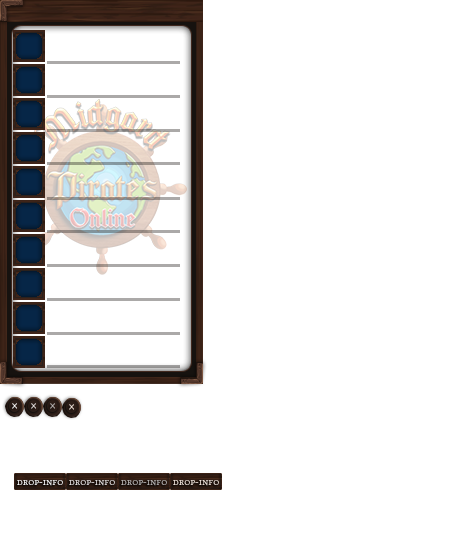 Midgard
Pirates
Online
× × × ×
DROP-INFO DROP-INFO DROP-INFO DROP-INFO